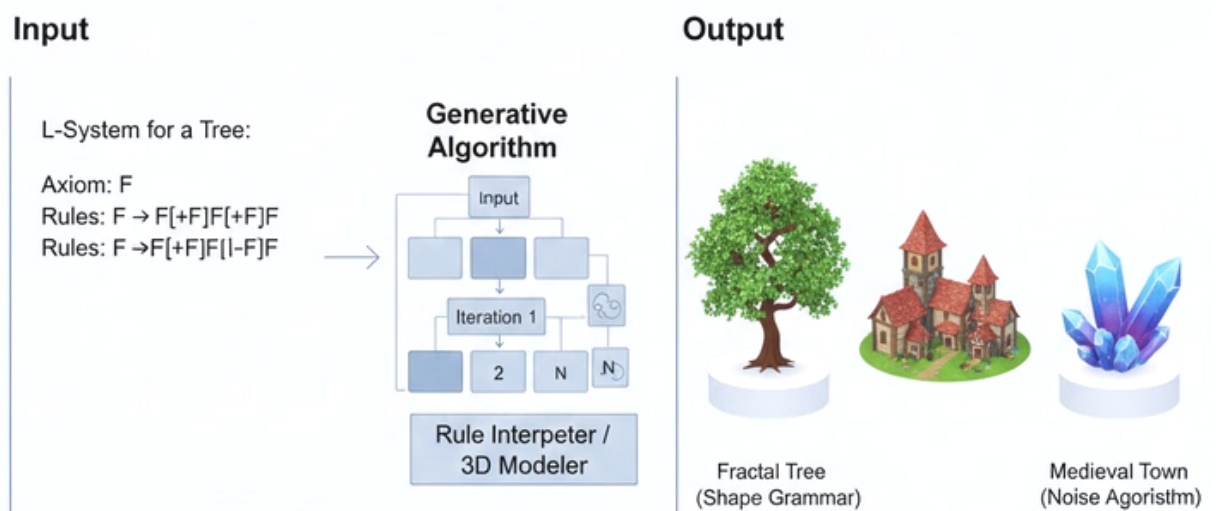 Input
L-System for a Tree:
Axiom: F
Rules: F → F[+F]F[+F]F
Rules: F →F[+F]F[l-F]F
Generative
Algorithm
Input
Iteration 1
2
N
N
Rule Interpeter /
3D Modeler
Output
Fractal Tree
(Shape Grammar)
Medieval Town
(Noise Agoristhm)